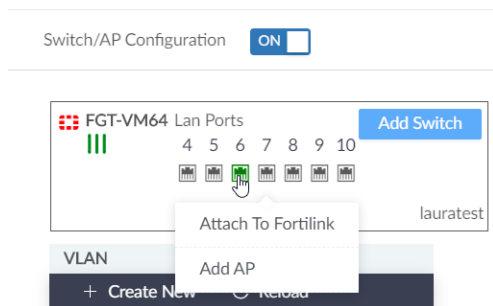 Switch/AP Configuration ON
FGT-VM64 Lan Ports Add Switch
4 5 6 7 8 9 10
Attach To Fortilink
lauratest
VLAN
Add AP
+ Create New Reload